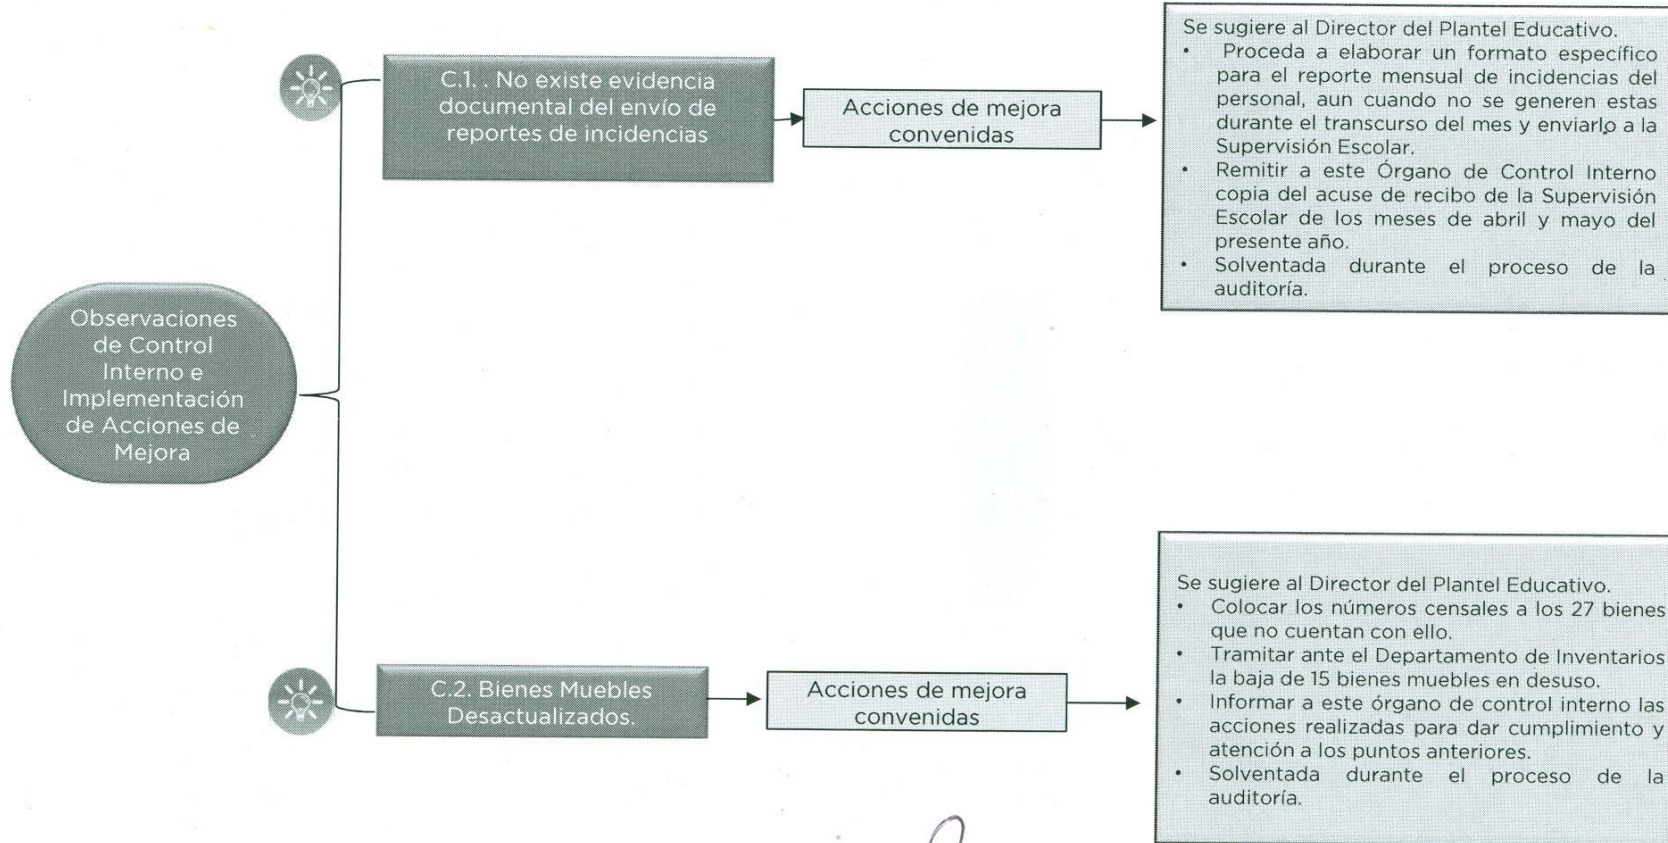 Observaciones
de Control
Interno e
Implementación
de Acciones de
Mejora
C.1. . No existe evidencia
documental del envío de
reportes de incidencias
Acciones de mejora
convenidas
Se sugiere al Director del Plantel Educativo.
• Proceda a elaborar un formato específico
para el reporte mensual de incidencias del
personal, aun cuando no se generen estas
durante el transcurso del mes y enviarlo a la
Supervisión Escolar.
• Remitir a este Órgano de Control Interno
copia del acuse de recibo de la Supervisión
Escolar de los meses de abril y mayo del
presente año.
• Solventada durante el proceso de la
auditoría.
C.2. Bienes Muebles
Desactualizados.
Acciones de mejora
convenidas
Se sugiere al Director del Plantel Educativo.
• Colocar los números censales a los 27 bienes
que no cuentan con ello.
• Tramitar ante el Departamento de Inventarios
la baja de 15 bienes muebles en desuso.
• Informar a este órgano de control interno las
acciones realizadas para dar cumplimiento y
atención a los puntos anteriores.
• Solventada durante el proceso de la
auditoría.